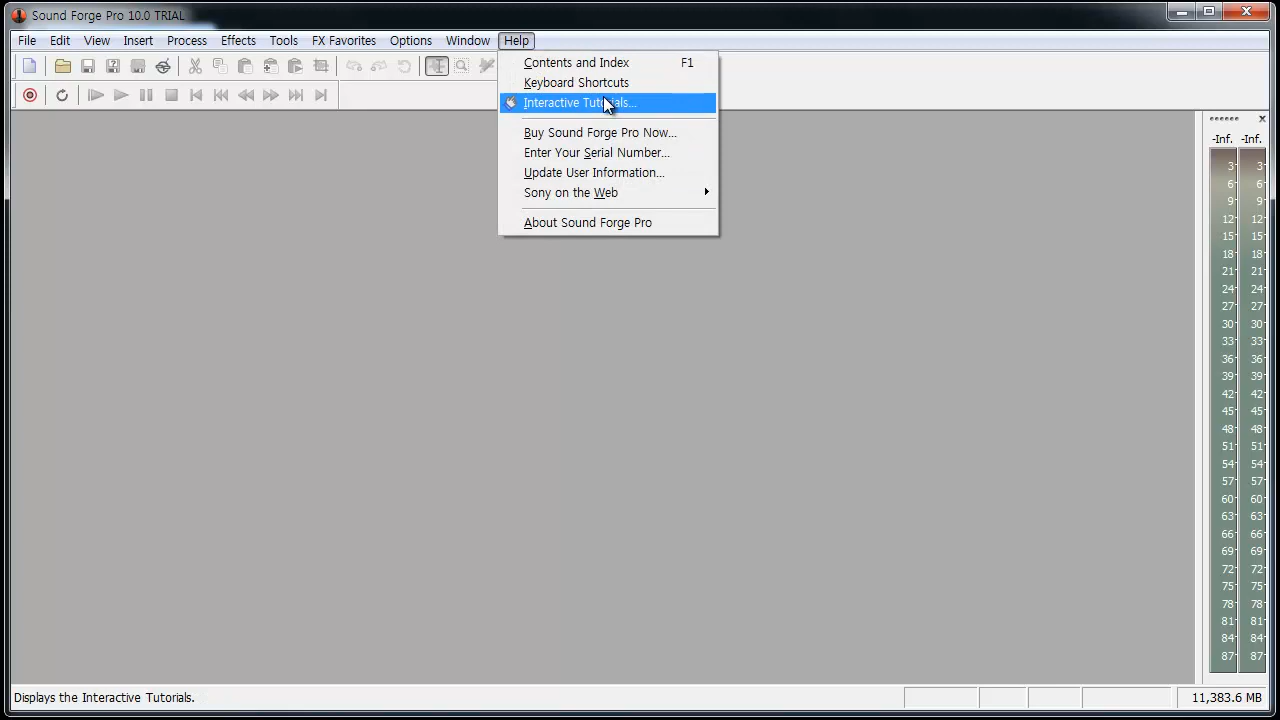 Sound Forge Pro 10.0 TRIAL
File Edit View Insert Process Effects Tools FX Favorites Options Window Help
Contents and Index F1
Keyboard Shortcuts
Interactive Tutorials...
Buy Sound Forge Pro Now...
Enter Your Serial Number...
Update User Information...
Sony on the Web
About Sound Forge Pro
-Inf. -Inf.
3 3
6 6
9 9
12 12
15 15
18 18
21 21
24 24
27 27
30 30
33 33
36 36
39 39
42 42
45 45
48 48
51 51
54 54
57 57
60 60
63 63
66 66
69 69
72 72
75 75
78 78
81 81
84 84
87 87
Displays the Interactive Tutorials.
11,383.6 MB